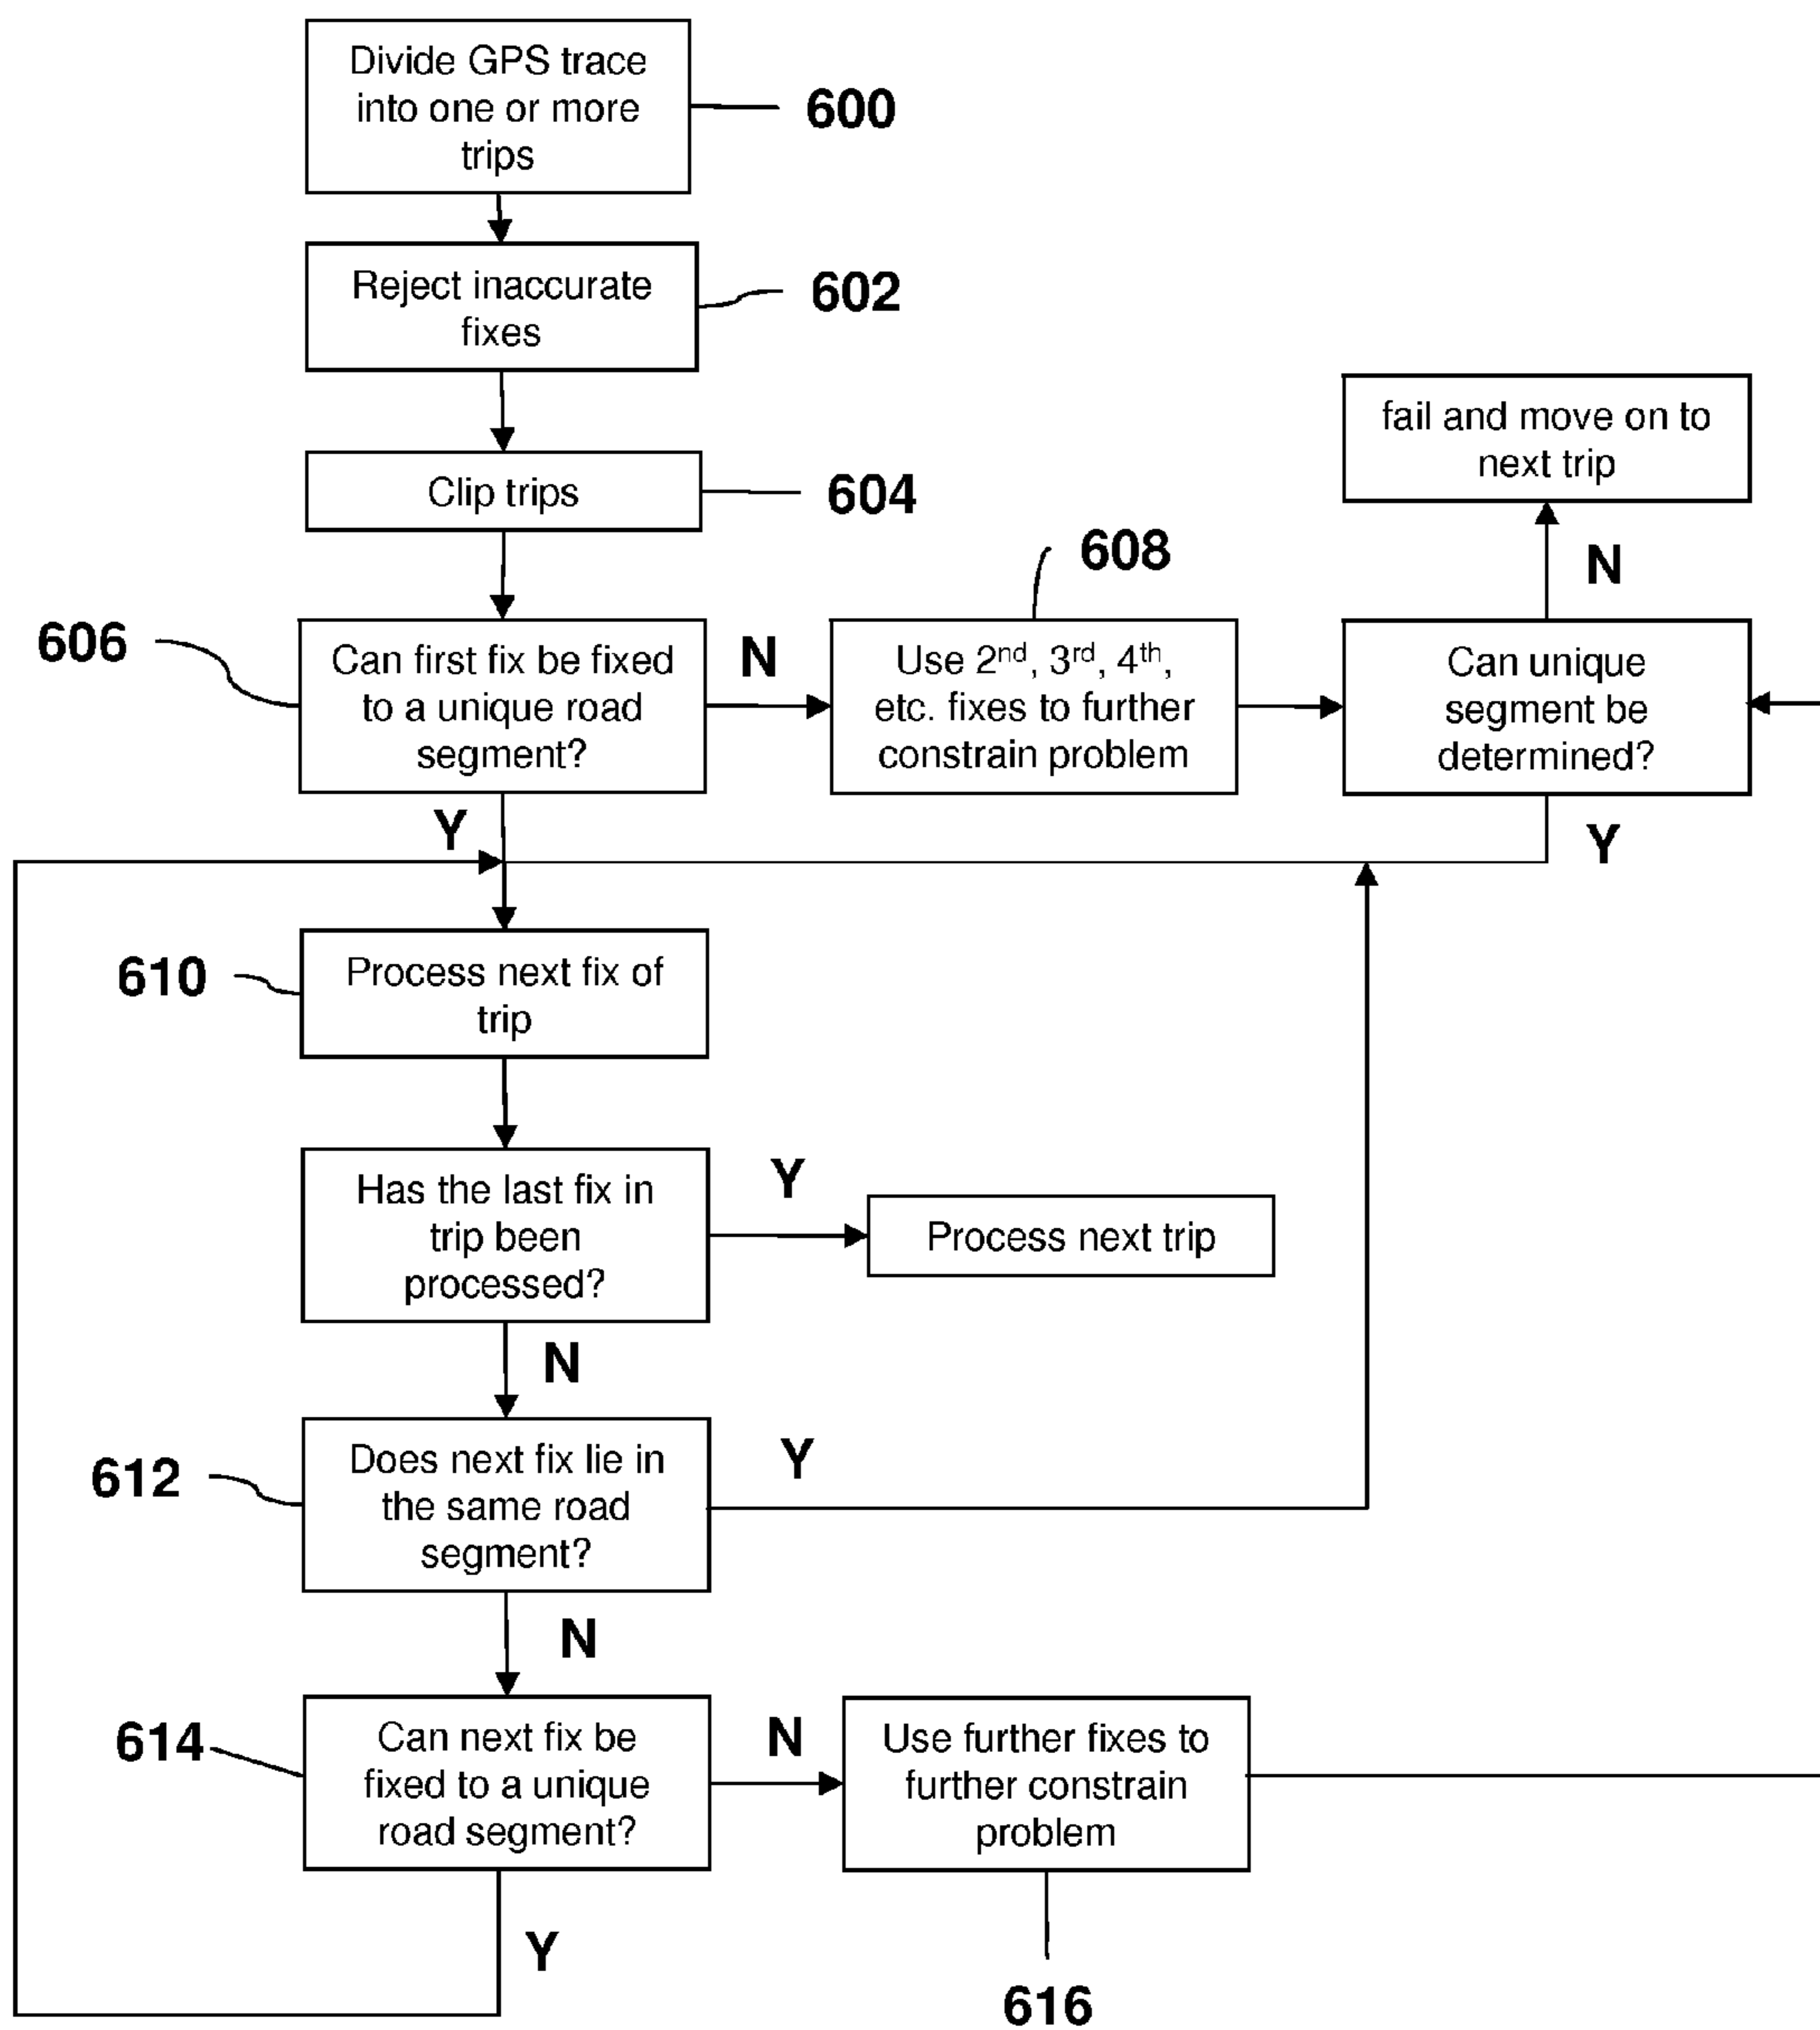 Divide GPS trace
into one or more
trips
600
Reject inaccurate
fixes
602
Clip trips
604
fail and move on to
next trip
N
608
606
Can first fix be fixed
to a unique road
segment?
N
Use 2nd, 3rd, 4th,
etc. fixes to further
constrain problem
Can unique
segment be
determined?
Y
Y
610
Process next fix of
trip
Has the last fix in
trip been
processed?
Y
Process next trip
N
612
Does next fix lie in
the same road
segment?
Y
N
614
Can next fix be
fixed to a unique
road segment?
N
Use further fixes to
further constrain
problem
Y
616